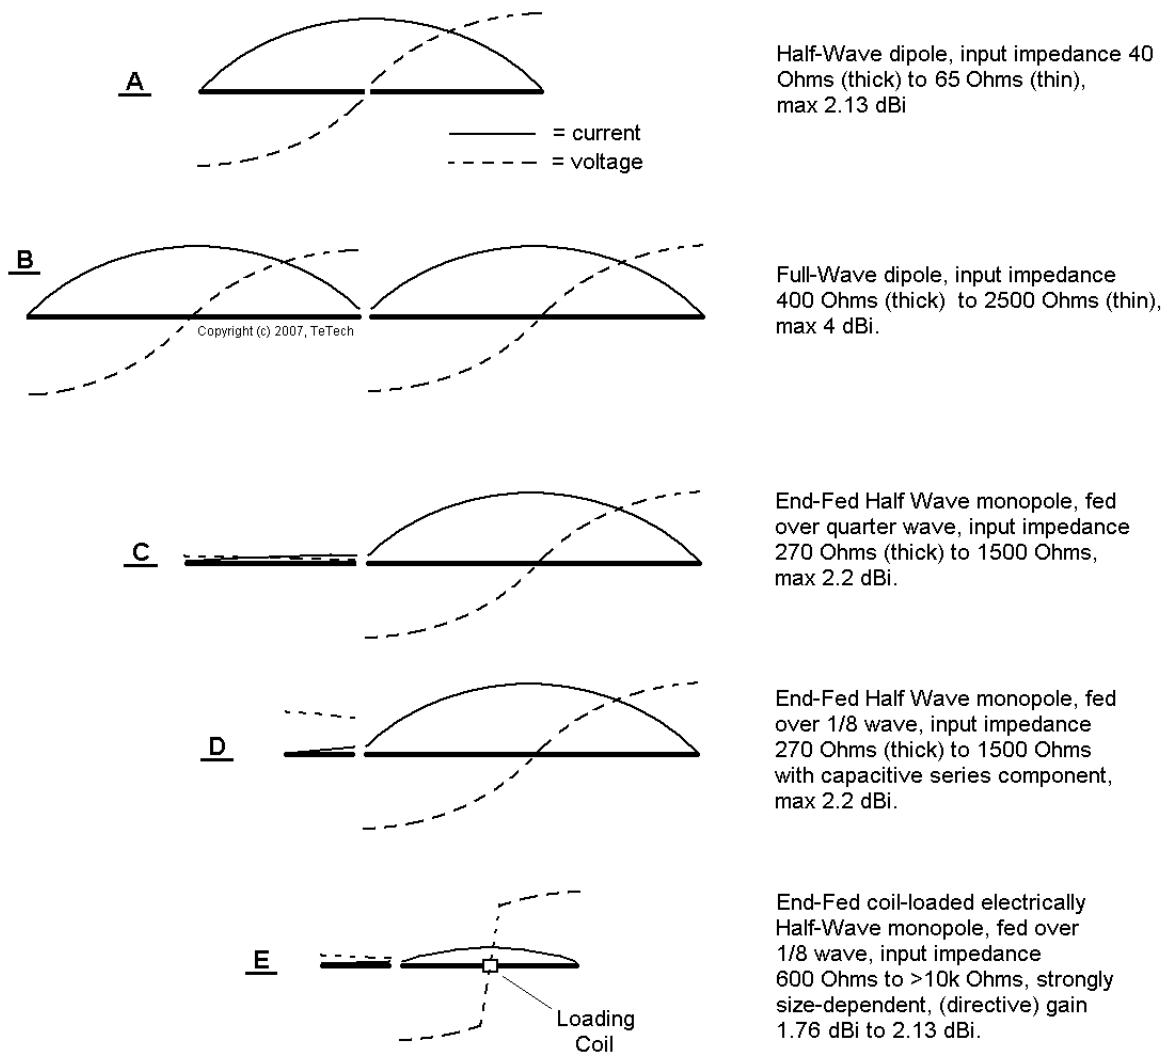 A
Half-Wave dipole, input impedance 40
Ohms (thick) to 65 Ohms (thin),
max 2.13 dBi
= current
= voltage
B
Copyright (c) 2007, TeTech
Full-Wave dipole, input impedance
400 Ohms (thick) to 2500 Ohms (thin),
max 4 dBi.
C
End-Fed Half Wave monopole, fed
over quarter wave, input impedance
270 Ohms (thick) to 1500 Ohms,
max 2.2 dBi.
D
End-Fed Half Wave monopole, fed
over 1/8 wave, input impedance
270 Ohms (thick) to 1500 Ohms
with capacitive series component,
max 2.2 dBi.
E
Loading
Coil
End-Fed coil-loaded electrically
Half-Wave monopole, fed over
1/8 wave, input impedance
600 Ohms to >10k Ohms, strongly
size-dependent, (directive) gain
1.76 dBi to 2.13 dBi.